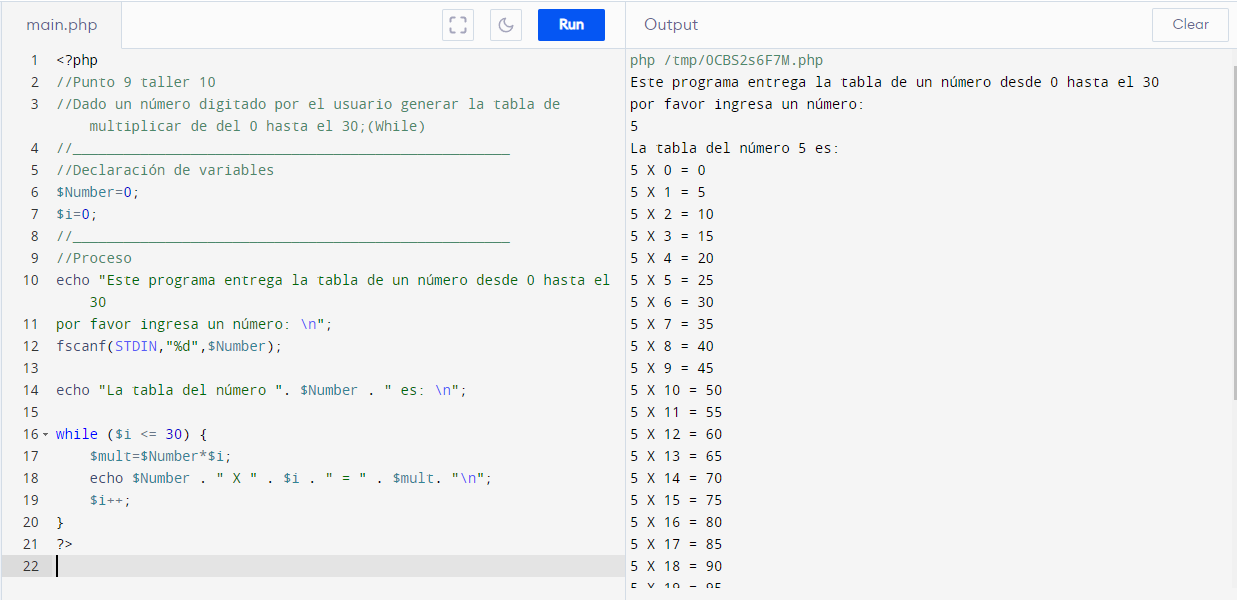 main.php
Run
Output
Clear
1 <?php
2 //Punto 9 taller 10
3 //Dado un número digitado por el usuario generar la tabla de
multiplicar de del 0 hasta el 30;(While)
4 //____________________________________________________
5 //Declaración de variables
6 $Number=0;
7 $i=0;
8 //____________________________________________________
9 //Proceso
10 echo "Este programa entrega la tabla de un número desde 0 hasta el
30
11 por favor ingresa un número: \n";
12 fscanf(STDIN,"%d",$Number);
13
14 echo "La tabla del número ". $Number . " es: \n";
15
16 while ($i <= 30) {
17 $mult=$Number*$i;
18 echo $Number . " X " . $i . " = " . $mult. "\n";
19 $i++;
20 }
21 ?>
22
php /tmp/OCBS2s6F7M.php
Este programa entrega la tabla de un número desde 0 hasta el 30
por favor ingresa un número:
5
La tabla del número 5 es:
5 X 0 = 0
5 X 1 = 5
5 X 2 = 10
5 X 3 = 15
5 X 4 = 20
5 X 5 = 25
5 X 6 = 30
5 X 7 = 35
5 X 8 = 40
5 X 9 = 45
5 X 10 = 50
5 X 11 = 55
5 X 12 = 60
5 X 13 = 65
5 X 14 = 70
5 X 15 = 75
5 X 16 = 80
5 X 17 = 85
5 X 18 = 90
5 X 19 = 95